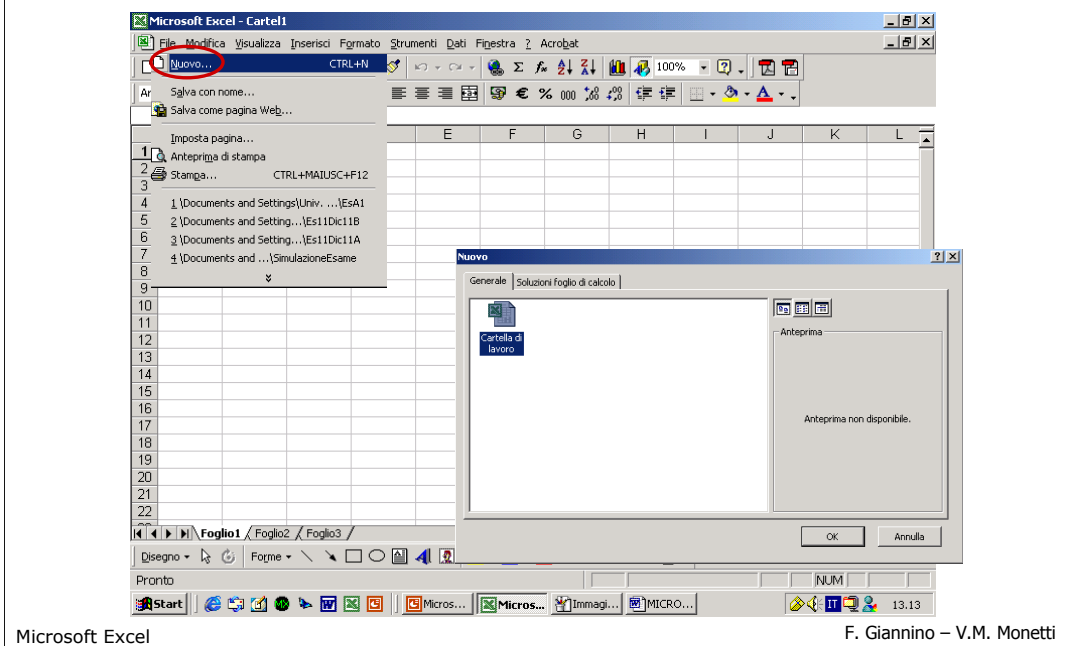 Microsoft Excel - Cartel1
File Modifica Visualizza Inserisci Formato Strumenti Dati Finestra ? Acrobat
Nuovo... CTRL+N
100%
Ar
Salva con nome...
Salva come pagina Web...
Imposta pagina...
Anteprima di stampa
Stampa... CTRL+MAIUSC+F12
1 \Documents and Settings\Univ. ...\EsA1
2 \Documents and Setting...\Es11Dic11B
3 \Documents and Setting...\Es11Dic11A
4 \Documents and ...\SimulazioneEsame
E F G H I J K L
1
2
3
4
5
6
7
8
9
10
11
12
13
14
15
16
17
18
19
20
21
22
Nuovo
Generale Soluzioni foglio di calcolo
Cartella di
lavoro
Anteprima
Anteprima non disponibile.
OK Annulla
Foglio1 Foglio2 Foglio3
Disegno Forme
Pronto NUM
Start Micros... Micros... Immagi... MICRO... IT 13.13
Microsoft Excel
F. Giannino – V.M. Monetti